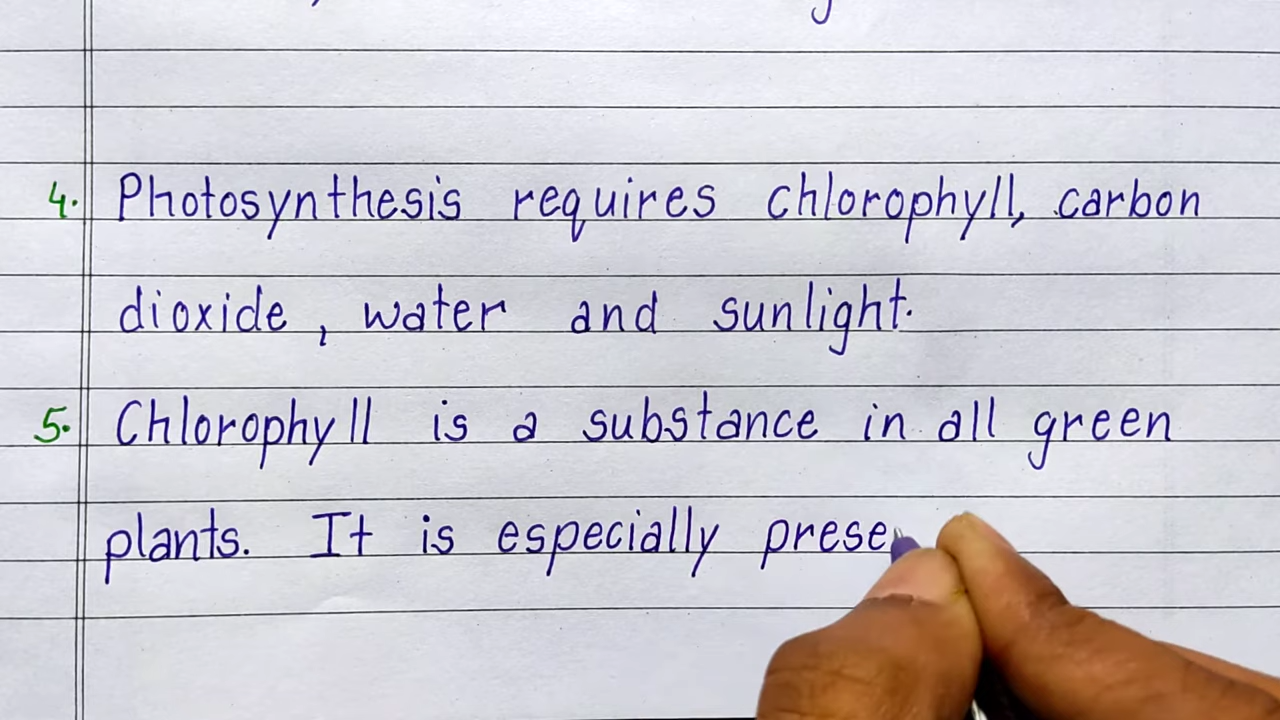 4. Photosynthesis requires chlorophyll, carbon
dioxide, water and sunlight.
5. Chlorophyll is a substance in all green
plants. It is especially prese